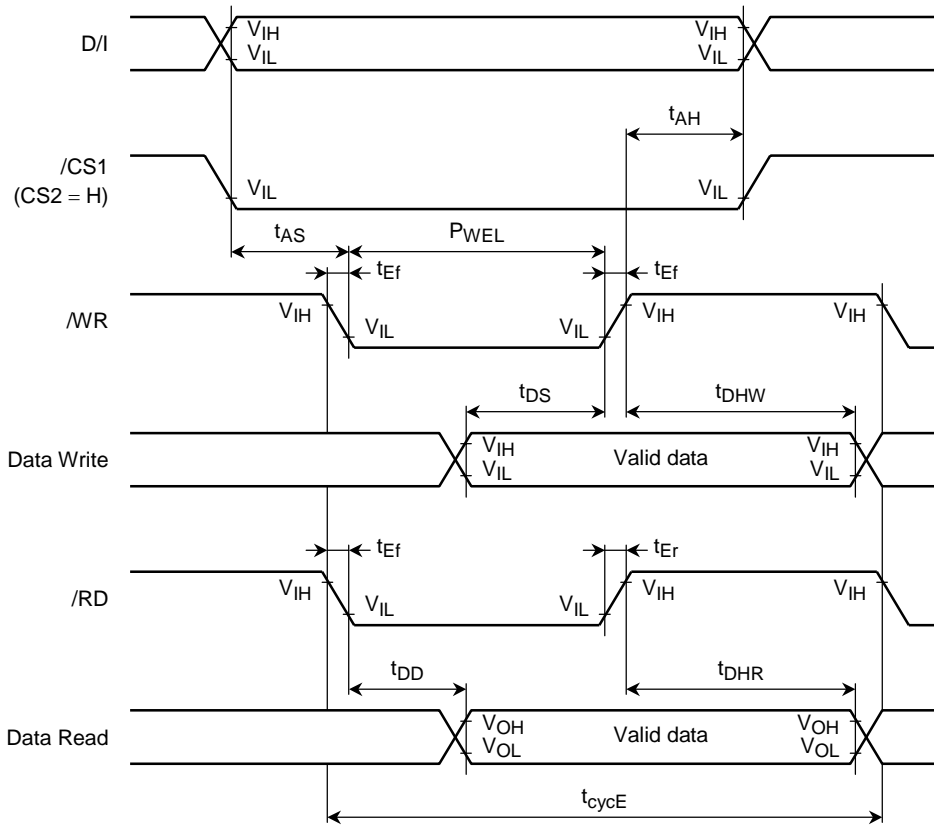 D/I
VIH
VIL
VIH
VIL
tAH
/CS1
(CS2 = H)
VIL
VIL
tAS
PWEL
tEf
tEf
/WR
VIH
VIL
VIL
VIH
VIH
tDS
tDHW
Data Write
VIH
VIL
Valid data
VIH
VIL
tEf
tEr
/RD
VIH
VIL
VIL
VIH
VIH
tDD
tDHR
Data Read
VOH
VOL
Valid data
VOH
VOL
tcycE